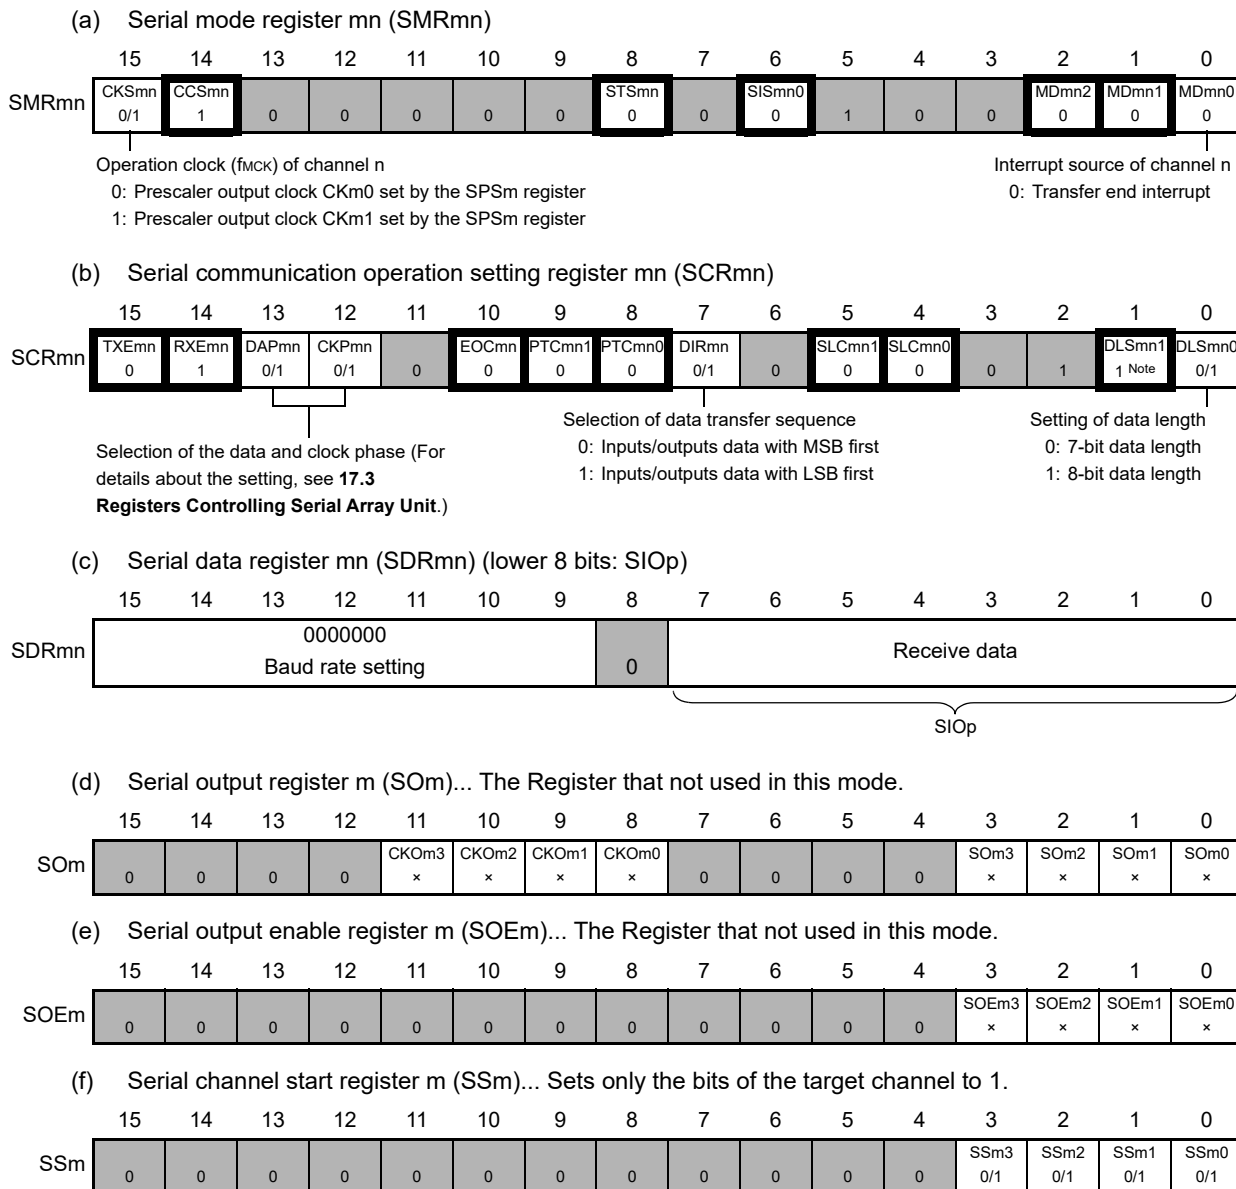 (a) Serial mode register mn (SMRmn)
15 14 13 12 11 10 9 8 7 6 5 4 3 2 1 0
SMRmn
CKSmn CCSmn STSmn SISmn0 MDmn2 MDmn1 MDmn0
0/1 1 0 0 0 0 0 0 0 0 1 0 0 0 0 0
Operation clock (fMCK) of channel n
0: Prescaler output clock CKm0 set by the SPSm register
1: Prescaler output clock CKm1 set by the SPSm register
Interrupt source of channel n
0: Transfer end interrupt
(b) Serial communication operation setting register mn (SCRmn)
15 14 13 12 11 10 9 8 7 6 5 4 3 2 1 0
SCRmn
TXEmn RXEmn DAPmn CKPmn EOCmn PTCmn1 PTCmn0 DIRmn SLCmn1 SLCmn0 DLSmn1 DLSmn0
0 1 0/1 0/1 0 0 0 0 0/1 0 0 0 0 1 1 Note 0/1
Selection of the data and clock phase (For
details about the setting, see 17.3
Registers Controlling Serial Array Unit.)
Selection of data transfer sequence
0: Inputs/outputs data with MSB first
1: Inputs/outputs data with LSB first
Setting of data length
0: 7-bit data length
1: 8-bit data length
(c) Serial data register mn (SDRmn) (lower 8 bits: SIOp)
15 14 13 12 11 10 9 8 7 6 5 4 3 2 1 0
SDRmn
0000000
Baud rate setting
0
Receive data
SIOp
(d) Serial output register m (SOm)... The Register that not used in this mode.
15 14 13 12 11 10 9 8 7 6 5 4 3 2 1 0
SOm
CKOm3 CKOm2 CKOm1 CKOm0 SOm3 SOm2 SOm1 SOm0
0 0 0 0 × × × × 0 0 0 0 × × × ×
(e) Serial output enable register m (SOEm)... The Register that not used in this mode.
15 14 13 12 11 10 9 8 7 6 5 4 3 2 1 0
SOEm
SOEm3 SOEm2 SOEm1 SOEm0
0 0 0 0 0 0 0 0 0 0 0 0 × × × ×
(f) Serial channel start register m (SSm)... Sets only the bits of the target channel to 1.
15 14 13 12 11 10 9 8 7 6 5 4 3 2 1 0
SSm
SSm3 SSm2 SSm1 SSm0
0 0 0 0 0 0 0 0 0 0 0 0 0/1 0/1 0/1 0/1